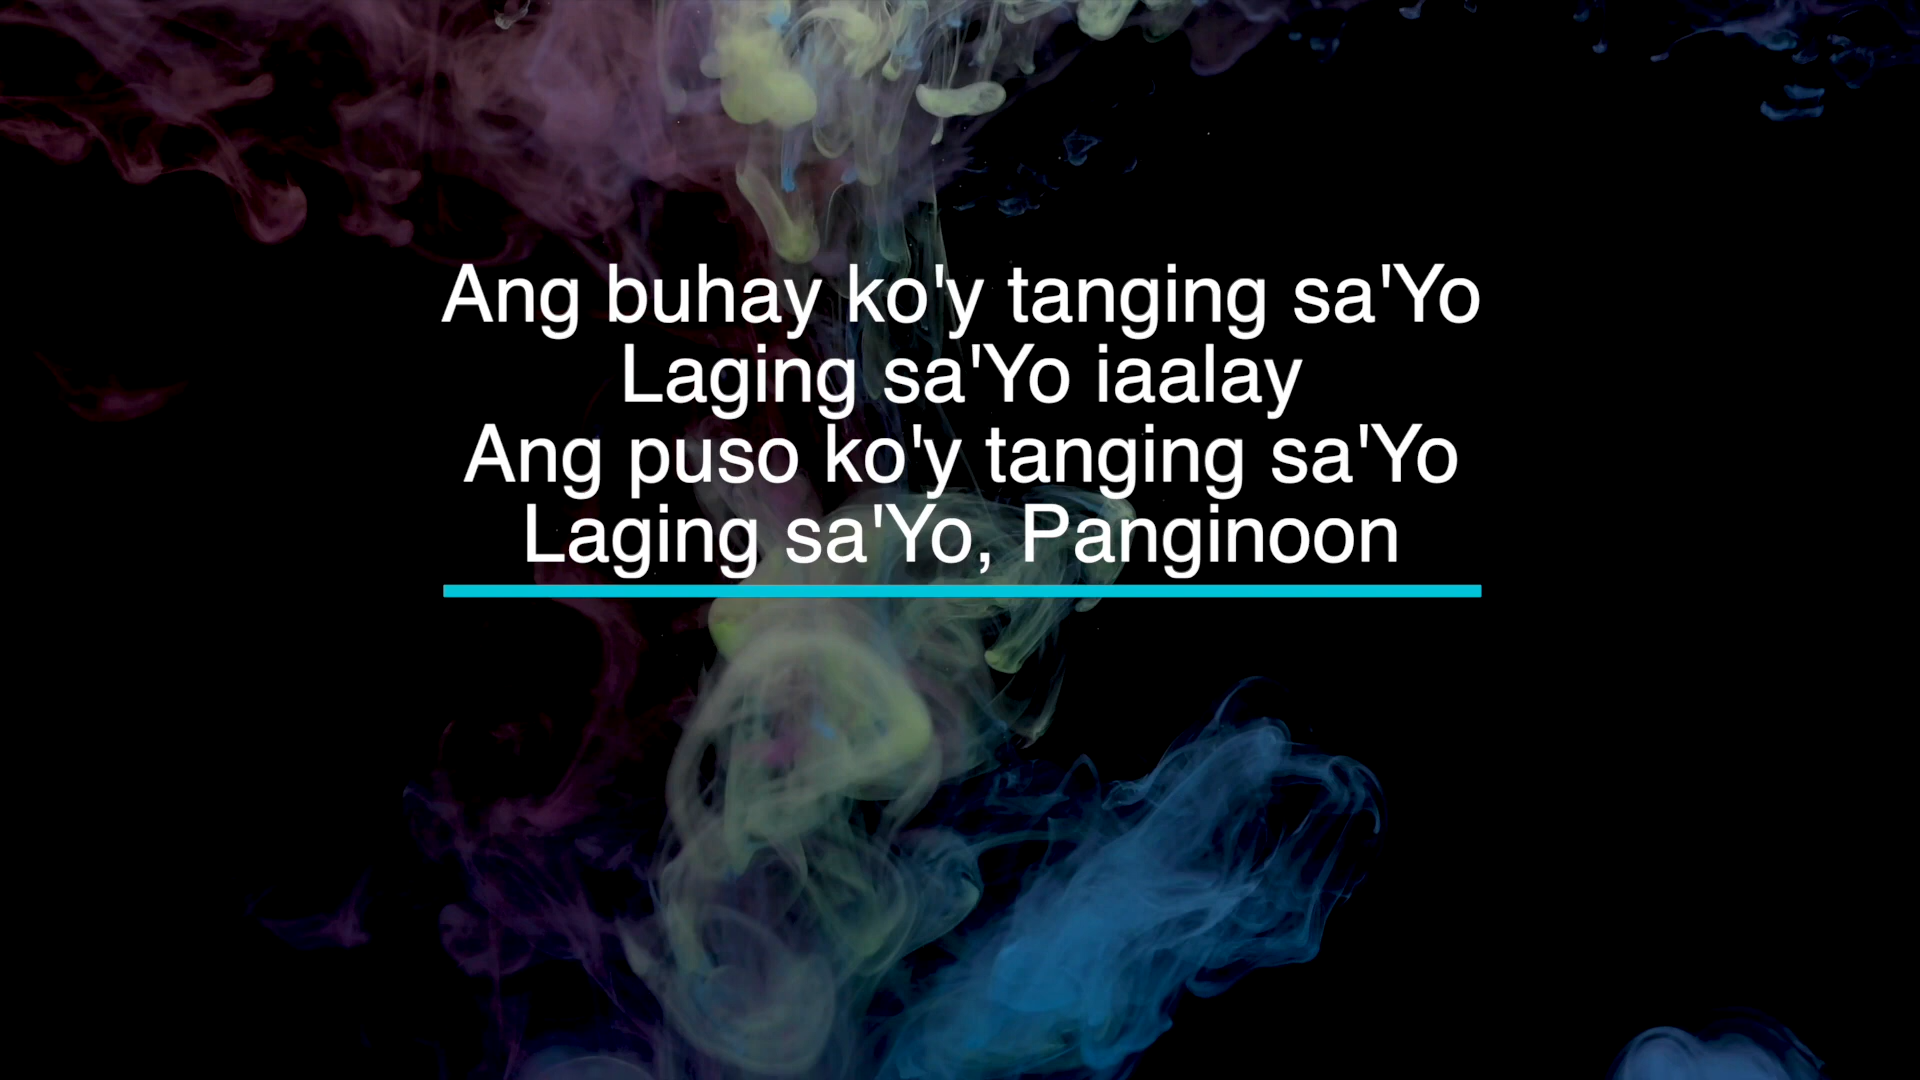 Ang buhay ko'y tanging sa'Yo
Laging sa'Yo iaalay
Ang puso ko'y tanging sa'Yo
Laging sa'Yo, Panginoon